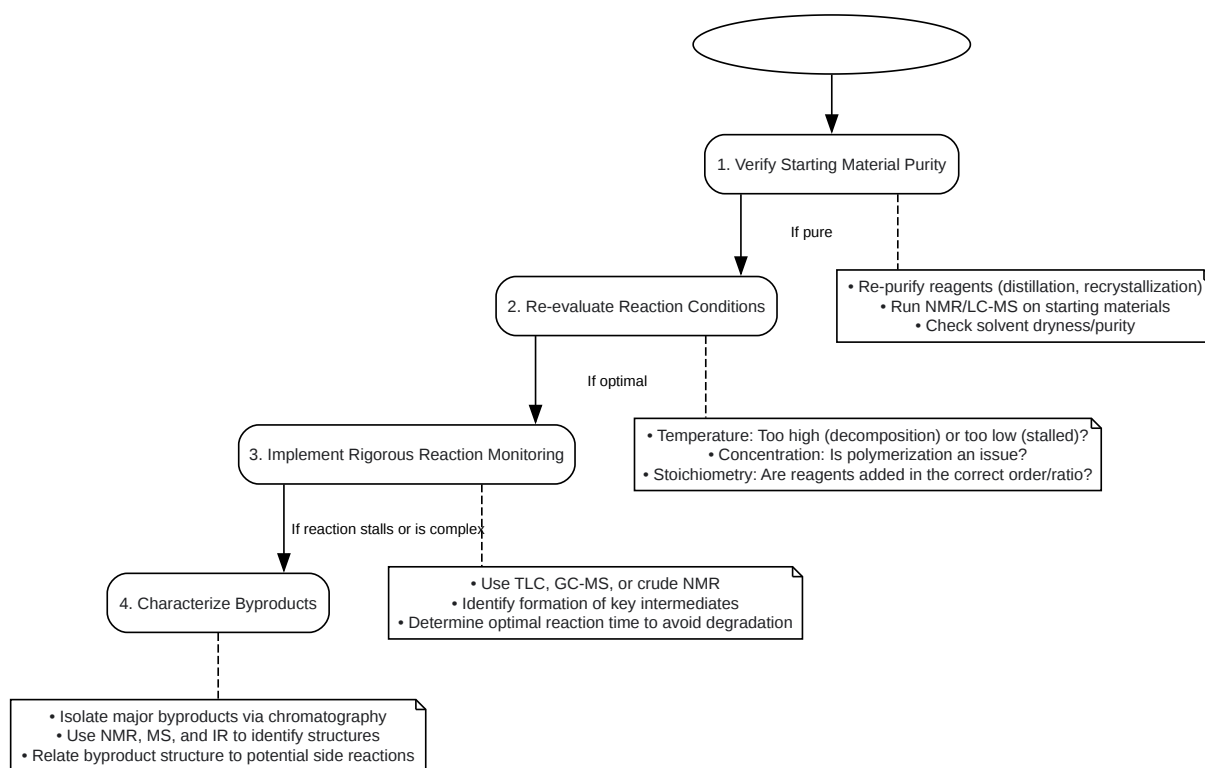 1. Verify Starting Material Purity
If pure
• Re-purify reagents (distillation, recrystallization)
• Run NMR/LC-MS on starting materials
• Check solvent dryness/purity
2. Re-evaluate Reaction Conditions
If optimal
• Temperature: Too high (decomposition) or too low (stalled)?
• Concentration: Is polymerization an issue?
• Stoichiometry: Are reagents added in the correct order/ratio?
3. Implement Rigorous Reaction Monitoring
If reaction stalls or is complex
• Use TLC, GC-MS, or crude NMR
• Identify formation of key intermediates
• Determine optimal reaction time to avoid degradation
4. Characterize Byproducts
• Isolate major byproducts via chromatography
• Use NMR, MS, and IR to identify structures
• Relate byproduct structure to potential side reactions